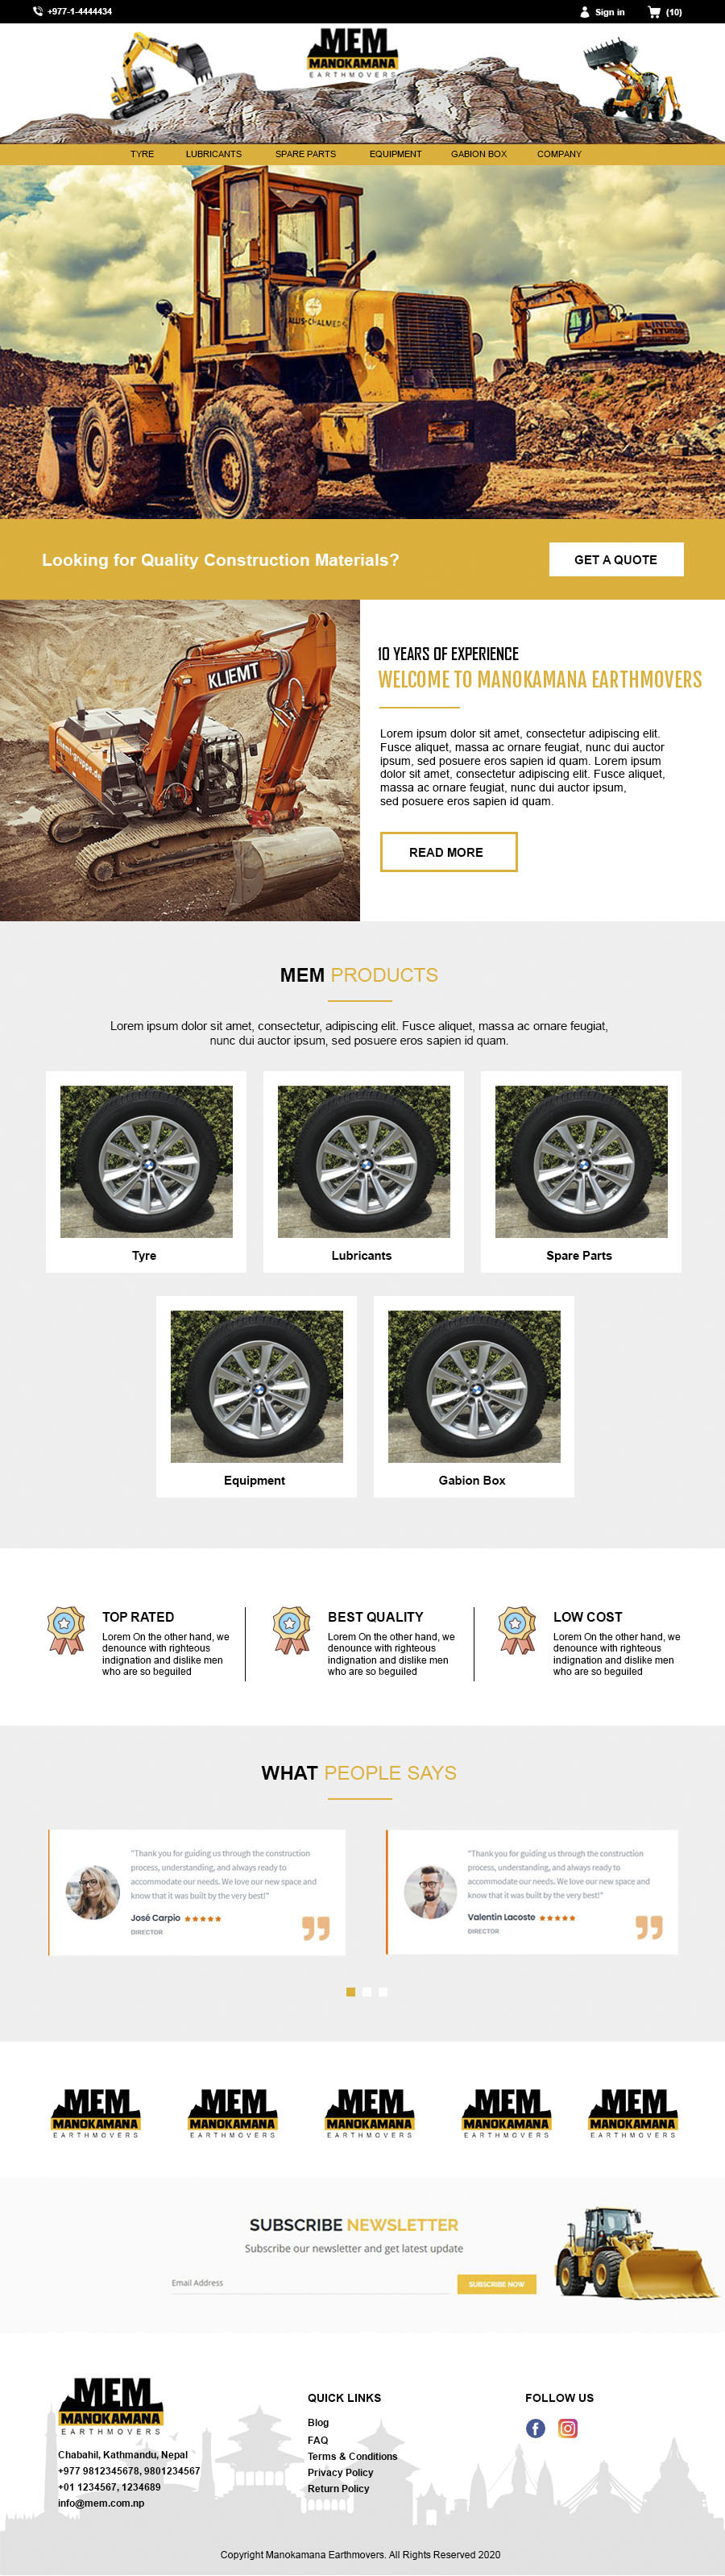 +977-1-4444434
Sign in
(10)
MEM
MANOKAMANA
EARTHMOVERS
TYRE
LUBRICANTS
SPARE PARTS
EQUIPMENT
GABION BOX
COMPANY
ALLIS-CHALMERS
HYUNDAI
Looking for Quality Construction Materials?
GET A QUOTE
KLIEMT
10 YEARS OF EXPERIENCE
WELCOME TO MANOKAMANA EARTHMOVERS
Lorem ipsum dolor sit amet, consectetur adipiscing elit.
Fusce aliquet, massa ac ornare feugiat, nunc dui auctor
ipsum, sed posuere eros sapien id quam. Lorem ipsum
dolor sit amet, consectetur adipiscing elit. Fusce aliquet,
massa ac ornare feugiat, nunc dui auctor ipsum,
sed posuere eros sapien id quam.
READ MORE
MEM PRODUCTS
Lorem ipsum dolor sit amet, consectetur, adipiscing elit. Fusce aliquet, massa ac ornare feugiat,
nunc dui auctor ipsum, sed posuere eros sapien id quam.
Tyre
Lubricants
Spare Parts
Equipment
Gabion Box
TOP RATED
Lorem On the other hand, we
denounce with righteous
indignation and dislike men
who are so beguiled
BEST QUALITY
Lorem On the other hand, we
denounce with righteous
indignation and dislike men
who are so beguiled
LOW COST
Lorem On the other hand, we
denounce with righteous
indignation and dislike men
who are so beguiled
WHAT PEOPLE SAYS
"Thank you for guiding us through the construction
process, understanding, and always ready to
accommodate our needs. We love our new space and
know that it was built by the very best!"
José Carpio
DIRECTOR
"Thank you for guiding us through the construction
process, understanding, and always ready to
accommodate our needs. We love our new space and
know that it was built by the very best!"
Valentin Lacoste
DIRECTOR
MEM
MANOKAMANA
EARTHMOVERS
MEM
MANOKAMANA
EARTHMOVERS
MEM
MANOKAMANA
EARTHMOVERS
MEM
MANOKAMANA
EARTHMOVERS
MEM
MANOKAMANA
EARTHMOVERS
SUBSCRIBE NEWSLETTER
Subscribe our newsletter and get latest update
Email Address
SUBSCRIBE NOW
MEM
MANOKAMANA
EARTHMOVERS
Chabahil, Kathmandu, Nepal
+977 9812345678, 9801234567
+01 1234567, 1234689
info@mem.com.np
QUICK LINKS
Blog
FAQ
Terms & Conditions
Privacy Policy
Return Policy
FOLLOW US
Copyright Manokamana Earthmovers. All Rights Reserved 2020